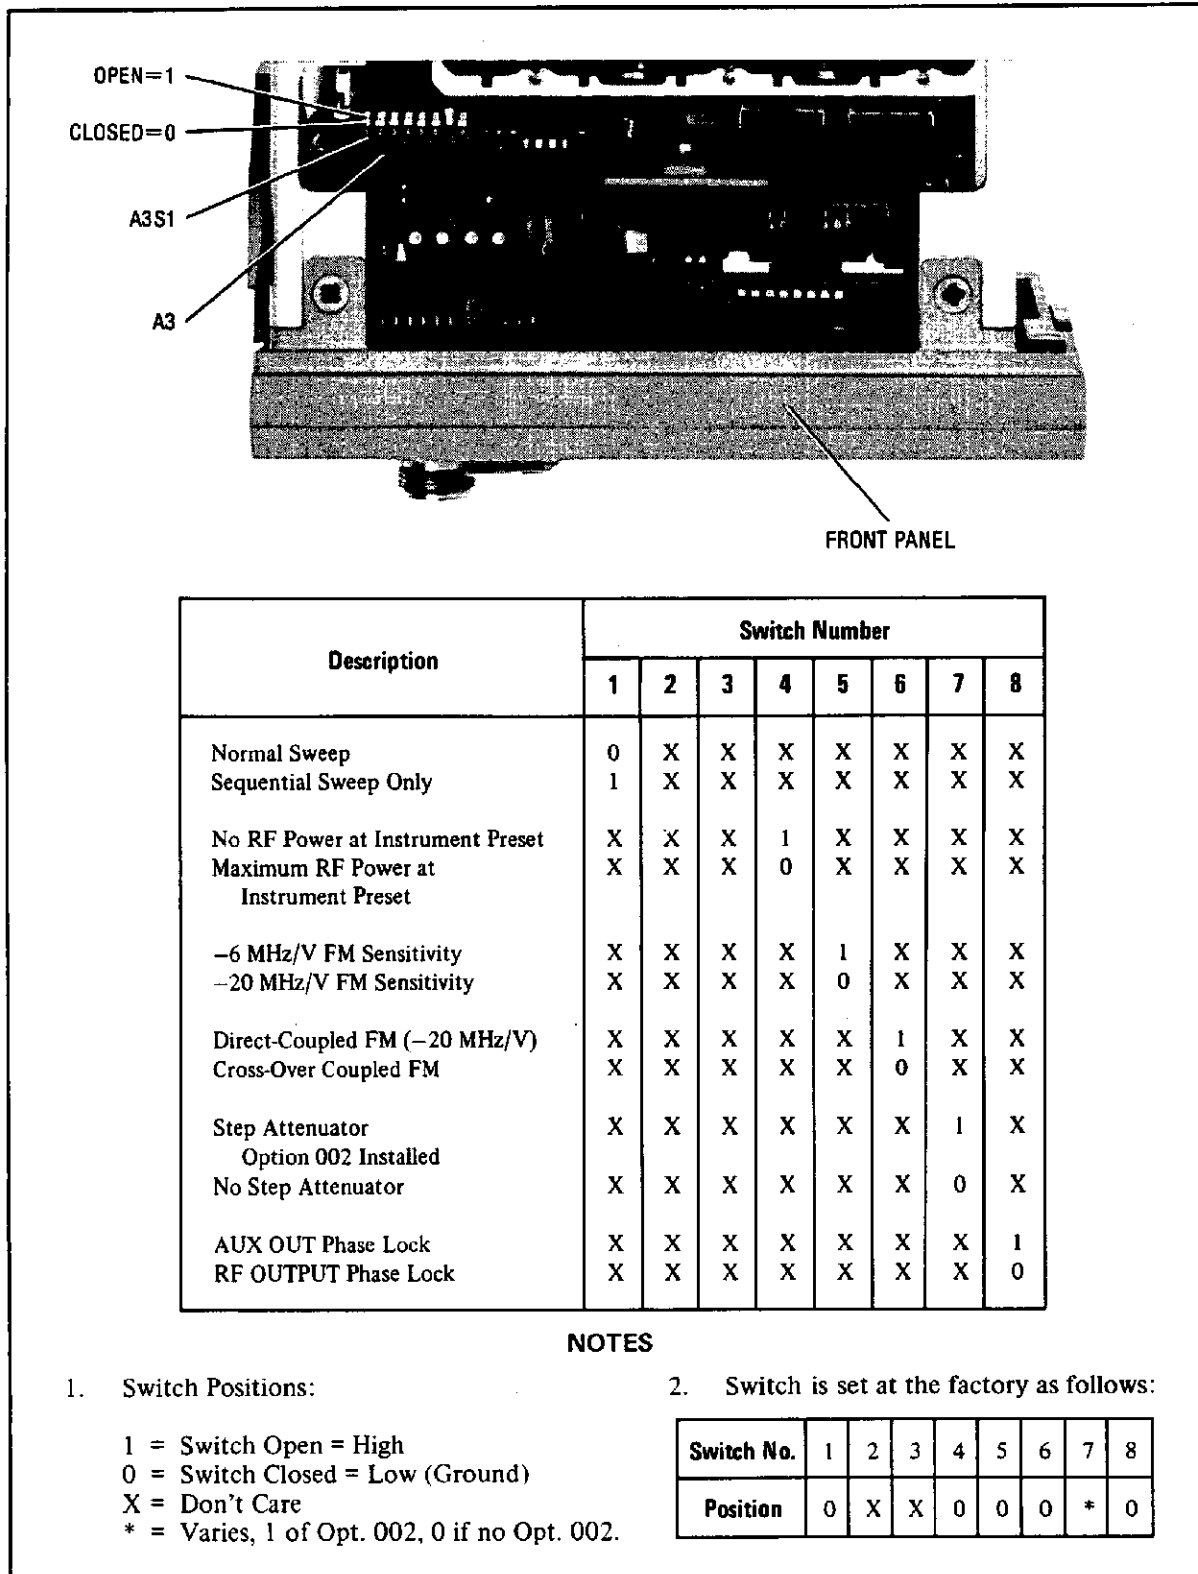 OPEN=1
CLOSED=0
A3S1
A3
FRONT PANEL
Description Switch Number
1 2 3 4 5 6 7 8
Normal Sweep 0 X X X X X X X
Sequential Sweep Only 1 X X X X X X X
No RF Power at Instrument Preset X X X 1 X X X X
Maximum RF Power at X X X 0 X X X X
Instrument Preset
−6 MHz/V FM Sensitivity X X X X 1 X X X
−20 MHz/V FM Sensitivity X X X X 0 X X X
Direct-Coupled FM (−20 MHz/V) X X X X X 1 X X
Cross-Over Coupled FM X X X X X 0 X X
Step Attenuator X X X X X X 1 X
Option 002 Installed
No Step Attenuator X X X X X X 0 X
AUX OUT Phase Lock X X X X X X X 1
RF OUTPUT Phase Lock X X X X X X X 0
NOTES
1. Switch Positions:
1 = Switch Open = High
0 = Switch Closed = Low (Ground)
X = Don't Care
* = Varies, 1 of Opt. 002, 0 if no Opt. 002.
2. Switch is set at the factory as follows:
Switch No. 1 2 3 4 5 6 7 8
Position 0 X X 0 0 0 * 0